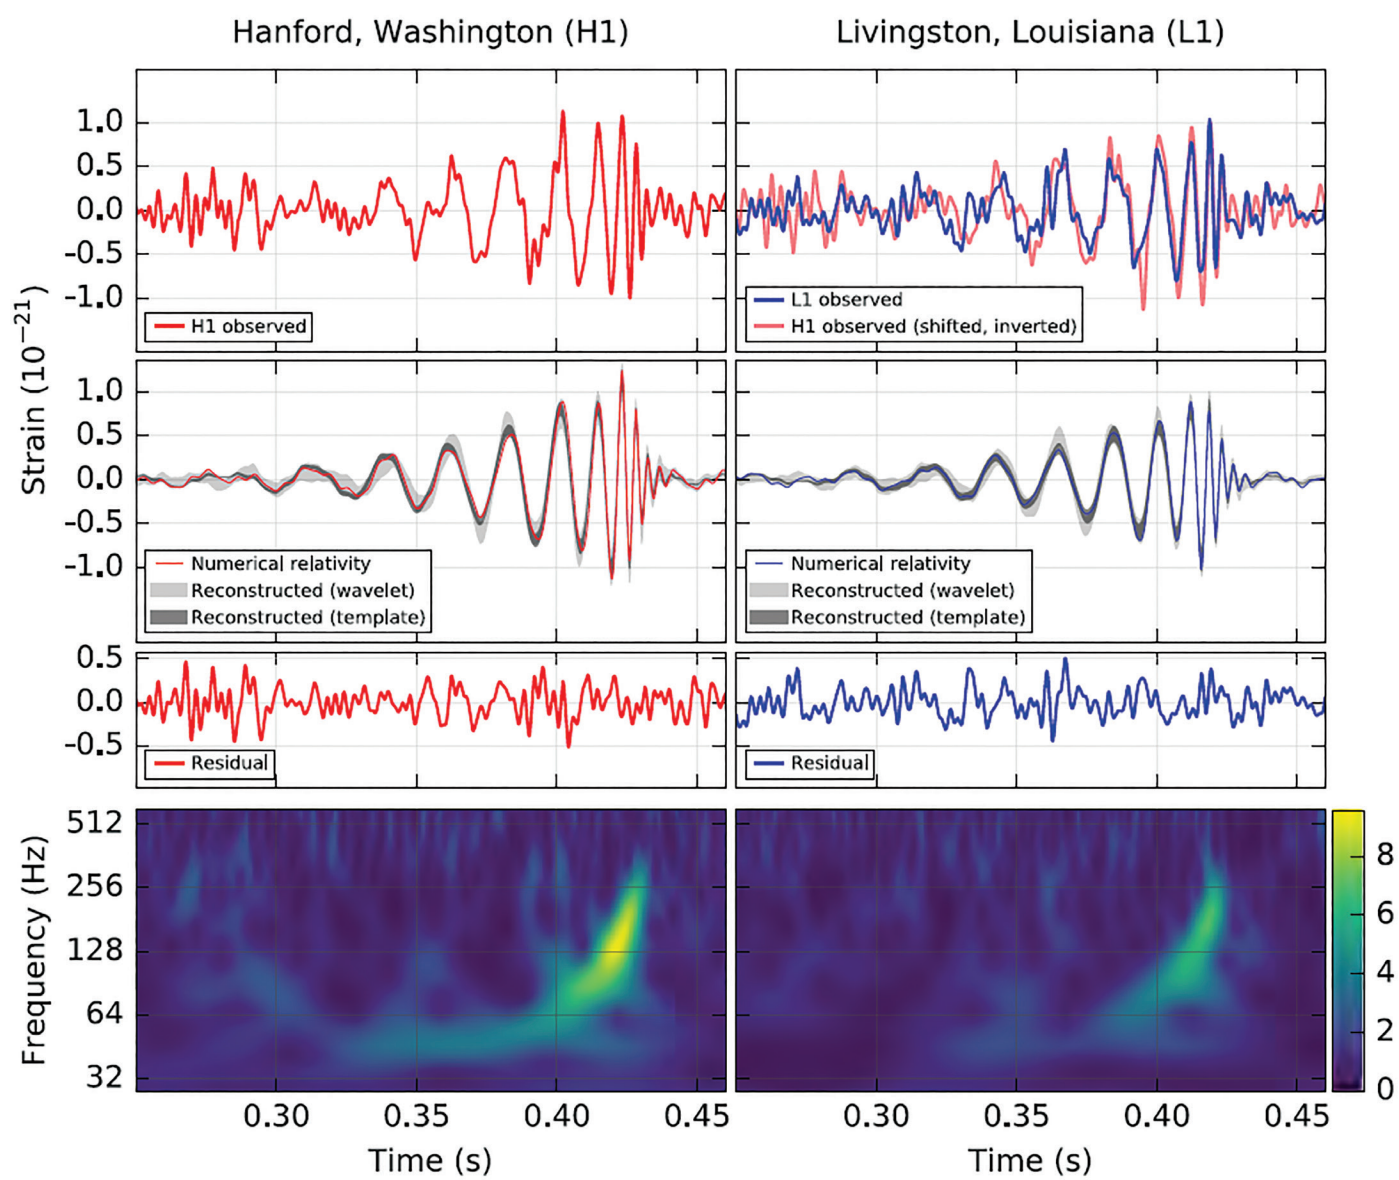 Hanford, Washington (H1)
Livingston, Louisiana (L1)
Strain (10−21)
1.0
0.5
0.0
−0.5
−1.0
H1 observed
L1 observed
H1 observed (shifted, inverted)
1.0
0.5
0.0
−0.5
−1.0
Numerical relativity
Reconstructed (wavelet)
Reconstructed (template)
Numerical relativity
Reconstructed (wavelet)
Reconstructed (template)
0.5
0.0
−0.5
Residual
Residual
Frequency (Hz)
512
256
128
64
32
8
6
4
2
0
0.30 0.35 0.40 0.45
0.30 0.35 0.40 0.45
Time (s)
Time (s)